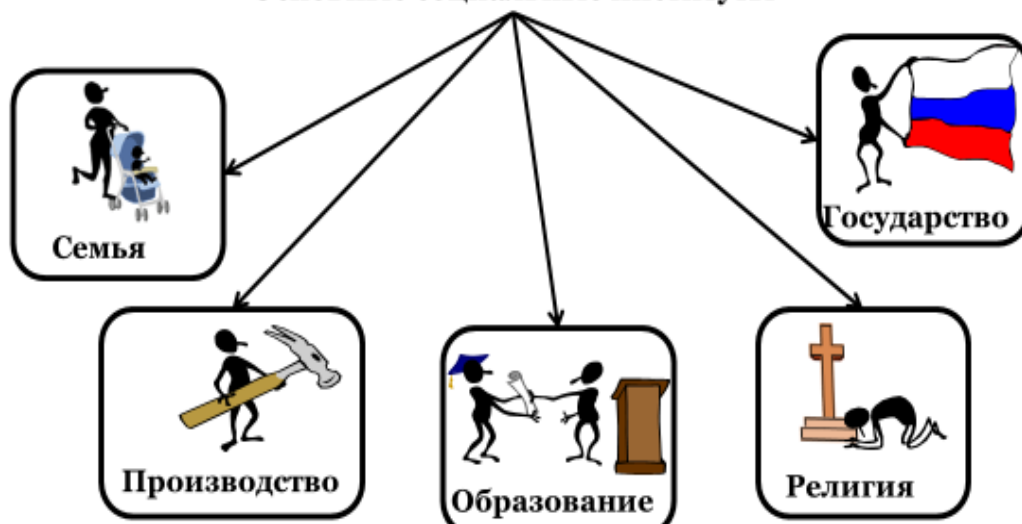 Семья
Государство
Производство
Образование
Религия